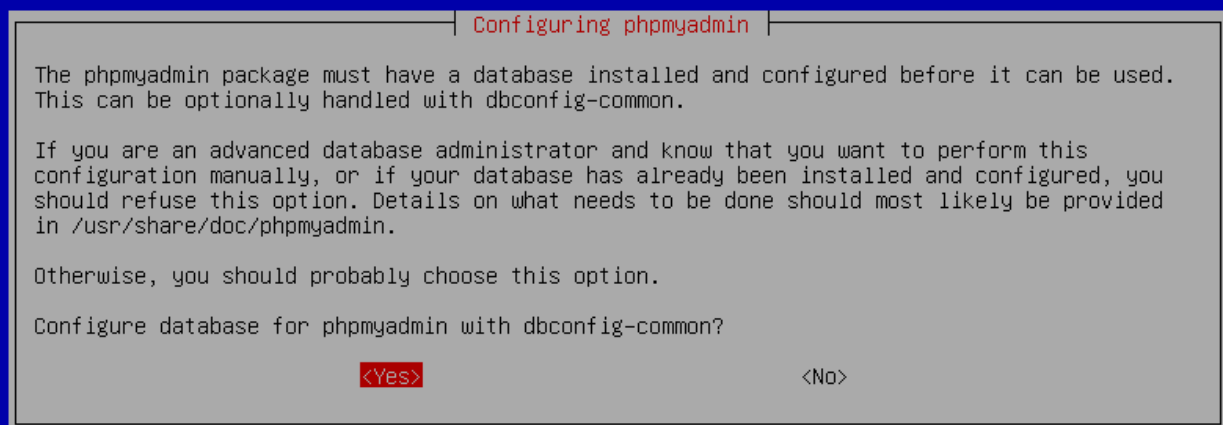 Configuring phpmyadmin
The phpmyadmin package must have a database installed and configured before it can be used.
This can be optionally handled with dbconfig-common.
If you are an advanced database administrator and know that you want to perform this
configuration manually, or if your database has already been installed and configured, you
should refuse this option. Details on what needs to be done should most likely be provided
in /usr/share/doc/phpmyadmin.
Otherwise, you should probably choose this option.
Configure database for phpmyadmin with dbconfig-common?
<Yes> <No>